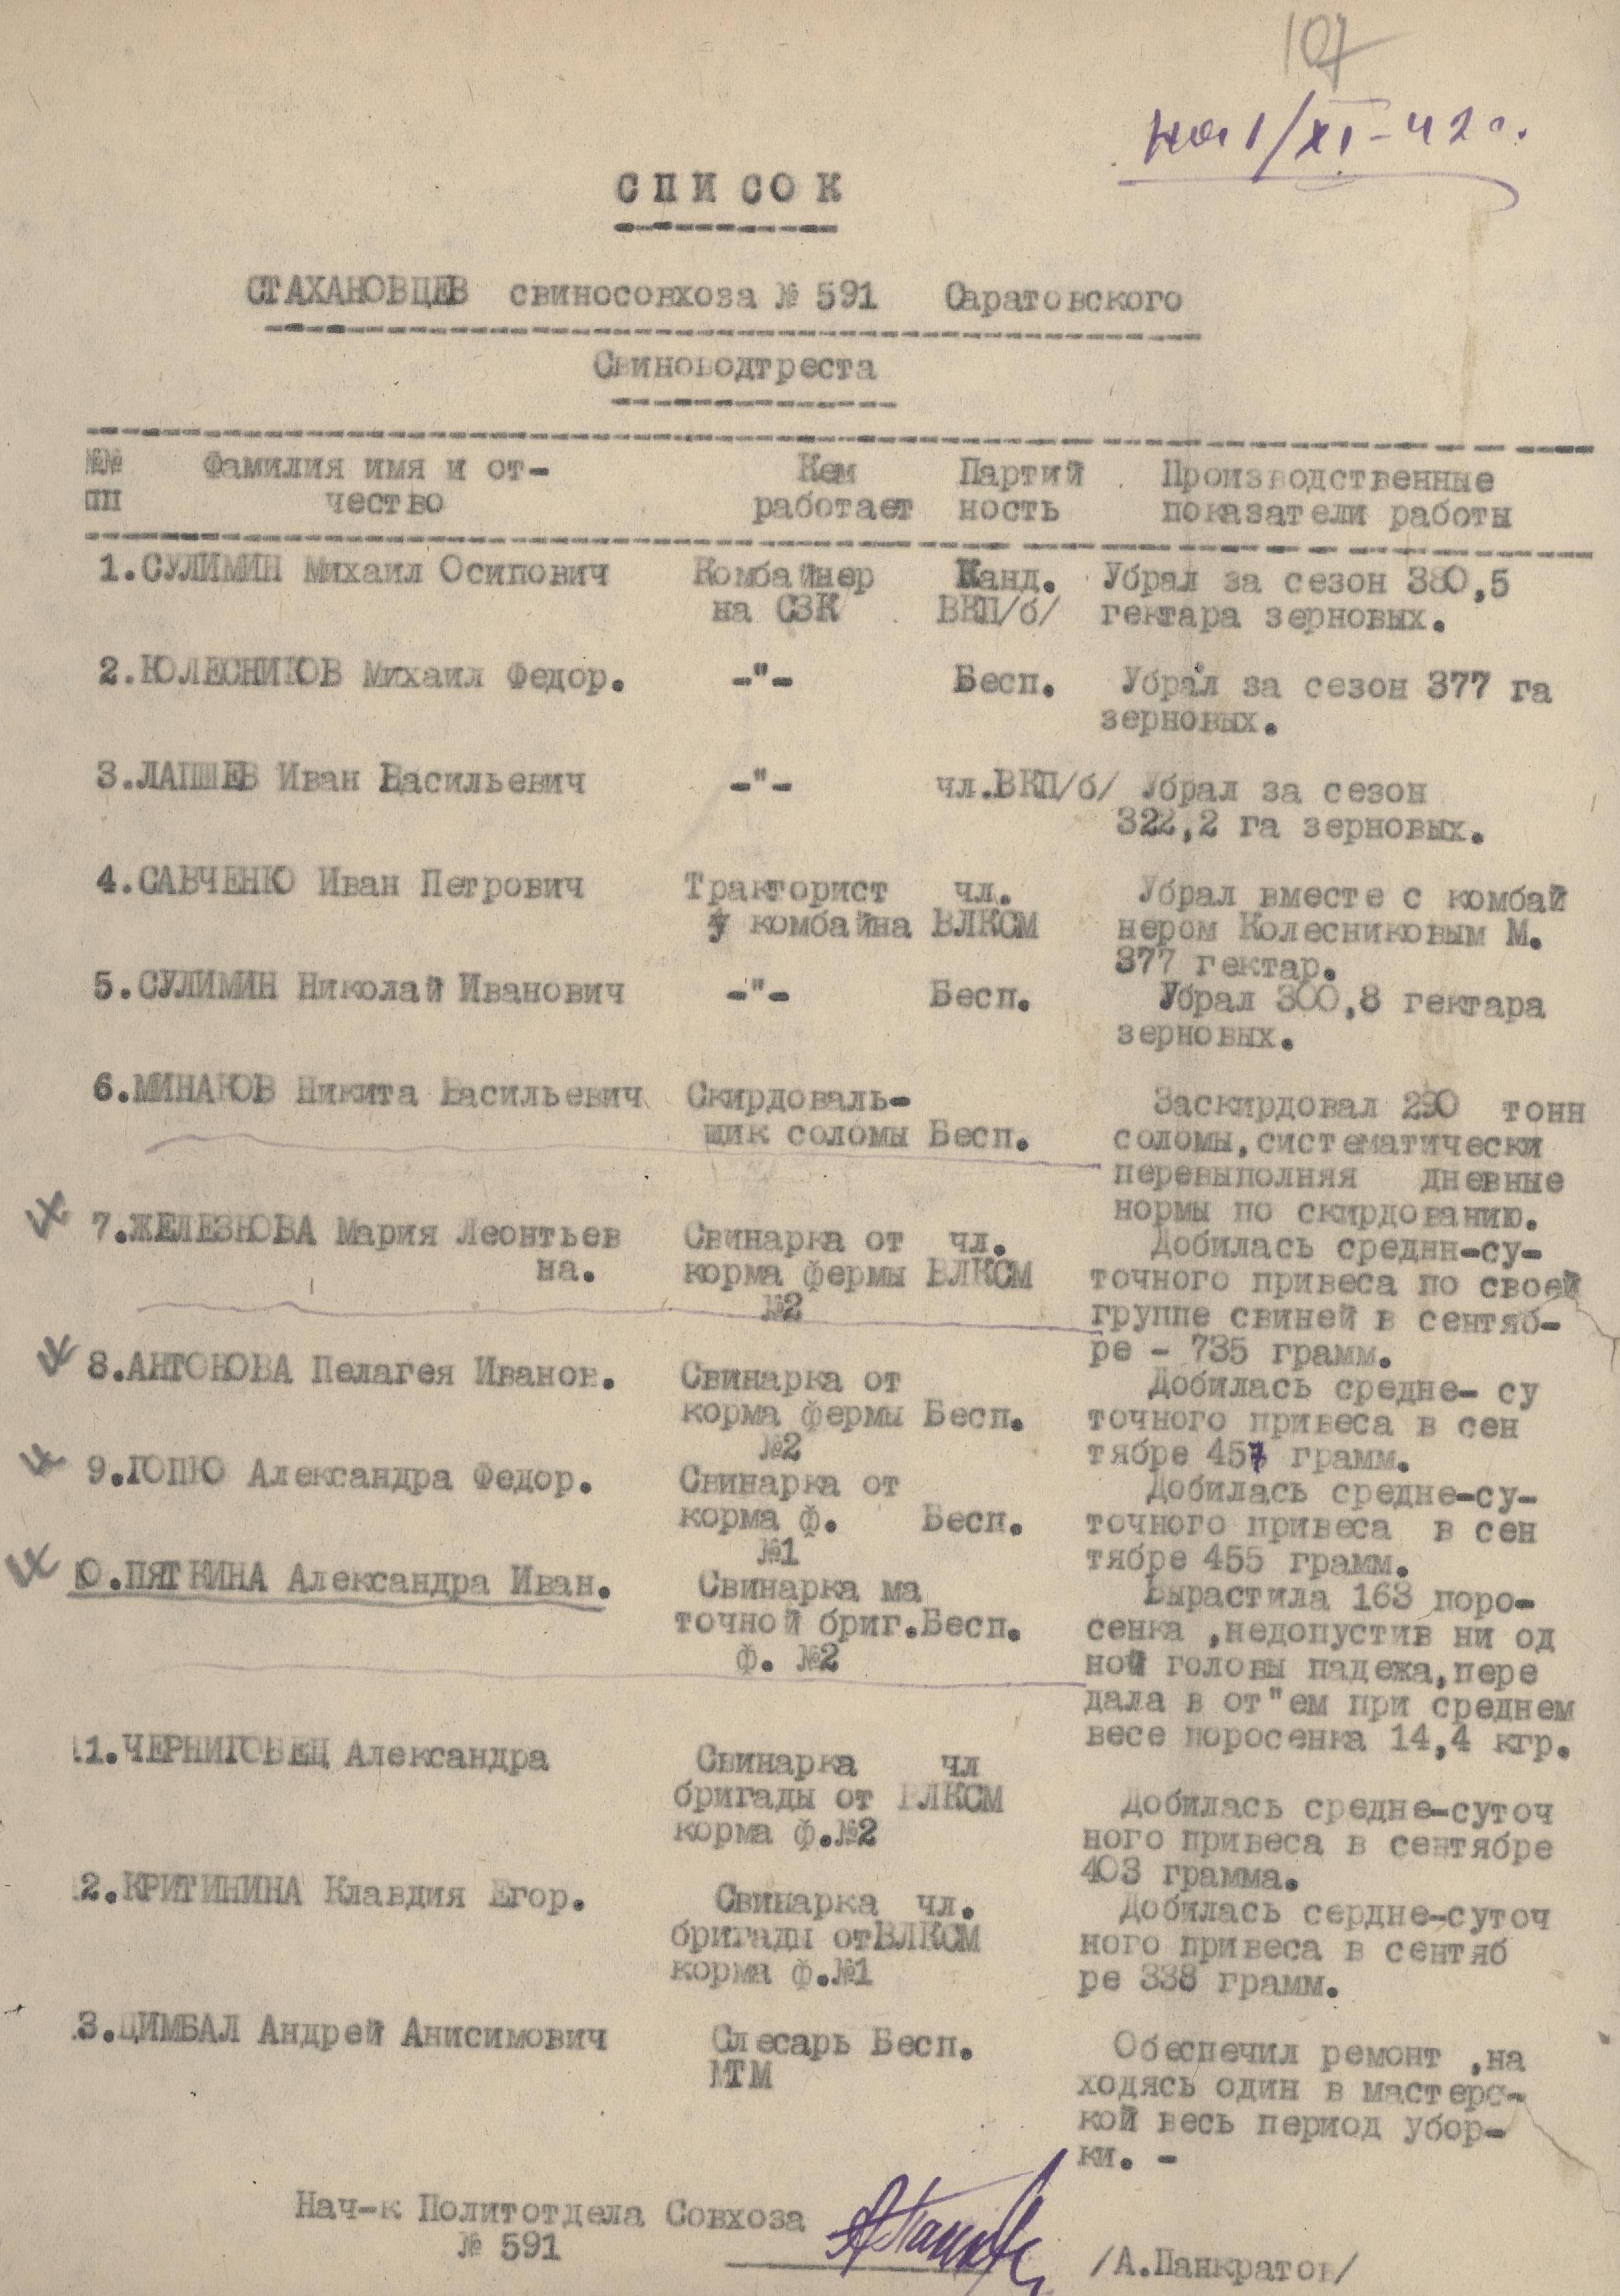 107
на 1/XI-42 г.
СПИСОК
СТАХАНОВЦЕВ свиносовхоза № 591 Саратовского
Свиноводтреста
№№ Фамилия имя и от- Кем Партий Производственные
пп чество работает ность показатели работы
1.СУЛИМИН Михаил Осипович Комбайнер Канд. Убрал за сезон 380,5
на СЗК ВКП/б/ гектара зерновых.
2.КОЛЕСНИКОВ Михаил Федор. -"- Бесп. Убрал за сезон 377 га
зерновых.
3.ЛАПШЕВ Иван Васильевич -"- чл.ВКП/б/ Убрал за сезон
322,2 га зерновых.
4.САВЧЕНКО Иван Петрович Тракторист чл. Убрал вместе с комбай
у комбайна ВЛКСМ нером Колесниковым М.
377 гектар.
5.СУЛИМИН Николай Иванович -"- Бесп. Убрал 300,8 гектара
зерновых.
6.МИНАКОВ Никита Васильевич Скирдоваль- Заскирдовал 290 тонн
щик соломы Бесп. соломы,систематически
перевыполняя дневные
нормы по скирдованию.
7.ЖЕЛЕЗНОВА Мария Леонтьев Свинарка от чл. Добилась средни-су-
на. корма фермы ВЛКСМ точного привеса по своей
№2 группе свиней в сентяб-
ре - 735 грамм.
8.АНТОНОВА Пелагея Иванов. Свинарка от Добилась средне- су
корма фермы Бесп. точного привеса в сен
№2 тябре 457 грамм.
9.ГОПКО Александра Федор. Свинарка от Добилась средне-су-
корма ф. Бесп. точного привеса в сен
№1 тябре 455 грамм.
10.ПЯТКИНА Александра Иван. Свинарка ма Вырастила 163 поро-
точной бриг.Бесп. сенка ,недопустив ни од
ф. №2 ной головы падежа,пере
дала в от"ем при среднем
весе поросенка 14,4 кгр.
11.ЧЕРНИГОВЕЦ Александра Свинарка чл
бригады от ВЛКСМ Добилась средне-суточ
корма ф.№2 ного привеса в сентябре
403 грамма.
12.КРИТИНИНА Клавдия Егор. Свинарка чл. Добилась сердне-суточ
бригады от ВЛКСМ ного привеса в сентяб
корма ф.№1 ре 338 грамм.
13.ЦИМБАЛ Андрей Анисимович Слесарь Бесп. Обеспечил ремонт ,на
МТМ ходясь один в мастерс-
кой весь период убор-
ки. -
Нач-к Политотдела Совхоза
№ 591 /А.Панкратов/